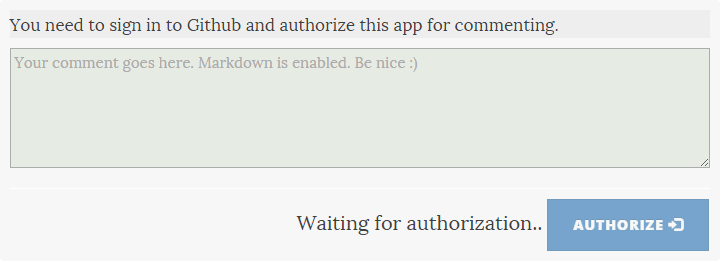 You need to sign in to Github and authorize this app for commenting.
Your comment goes here. Markdown is enabled. Be nice :)
Waiting for authorization.. AUTHORIZE